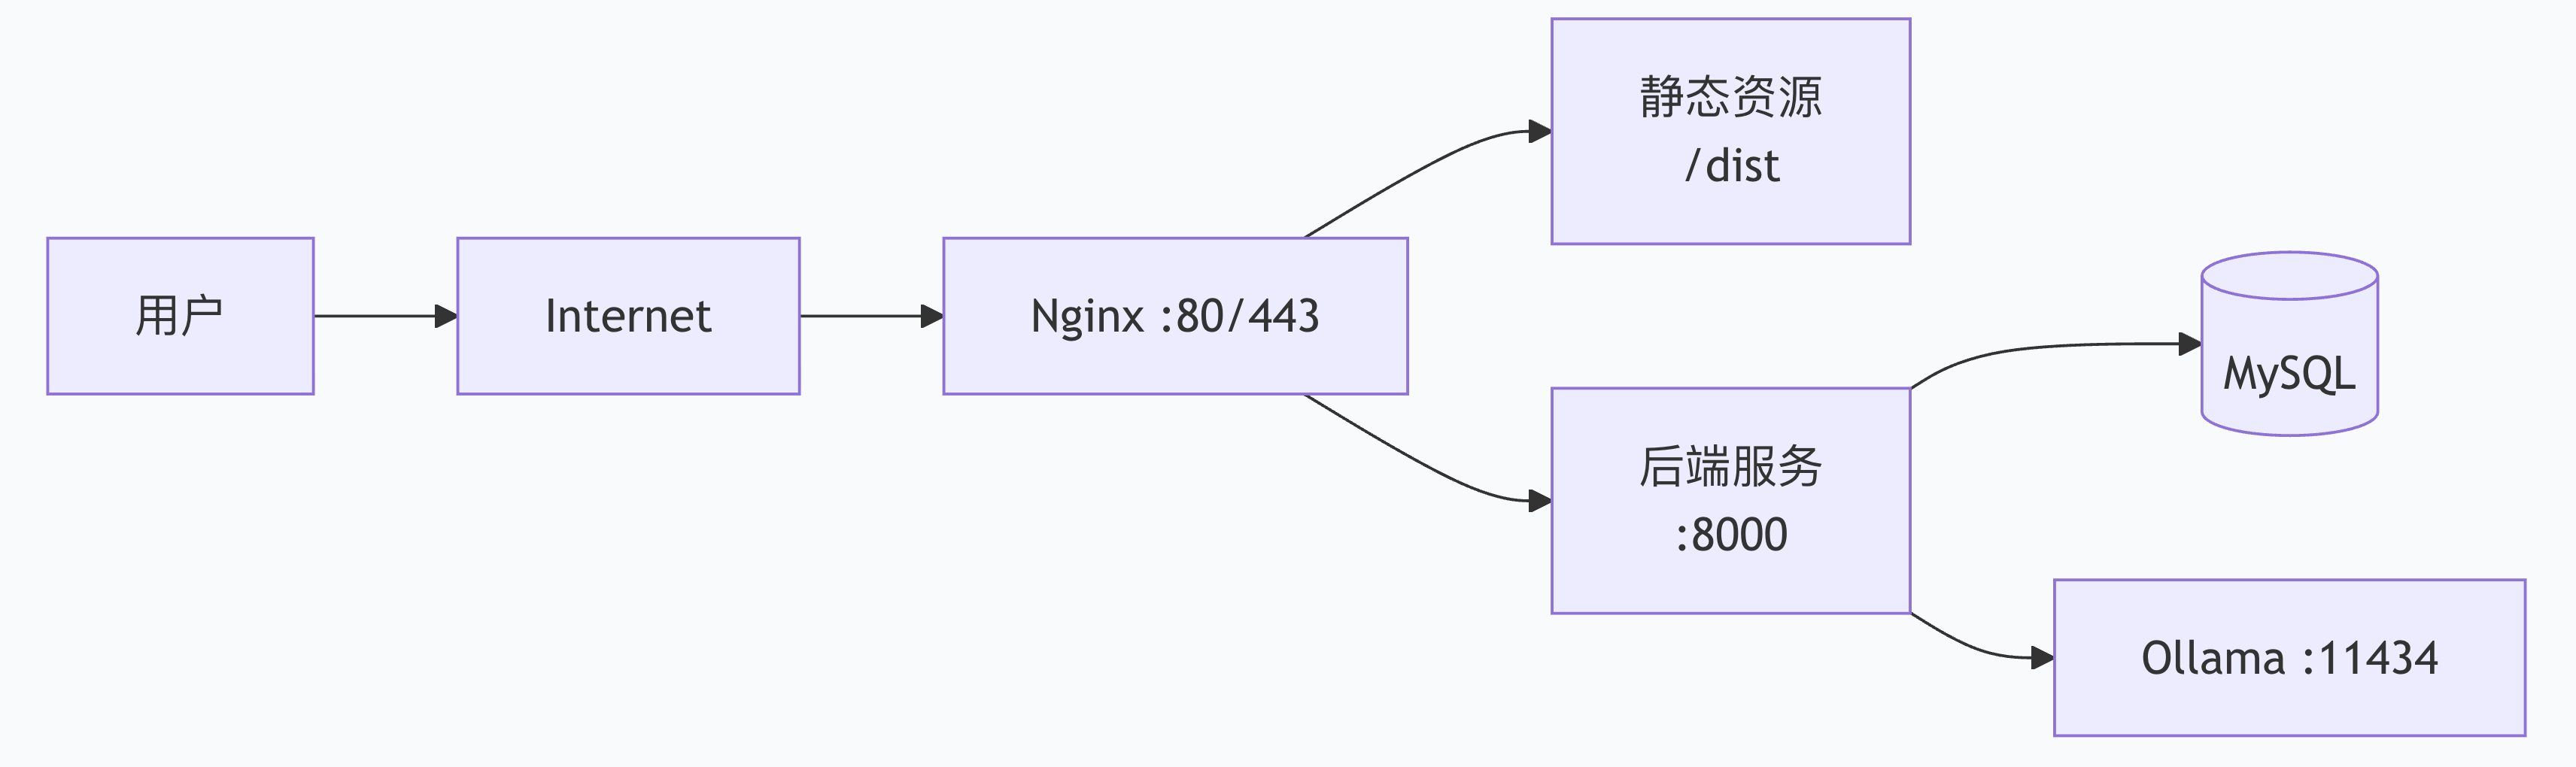 用户
Internet
Nginx :80/443
静态资源
/dist
后端服务
:8000
MySQL
Ollama :11434